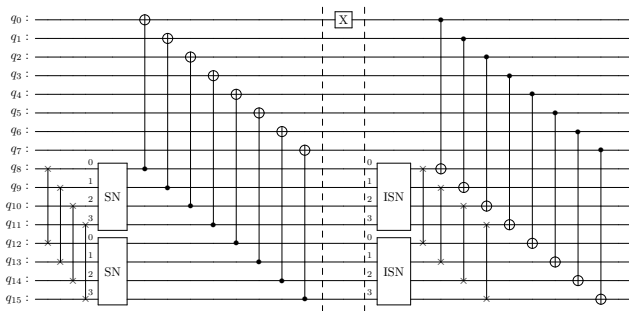 q0 : X
q1 :
q2 :
q3 :
q4 :
q5 :
q6 :
q7 :
q8 : 0 0
q9 : 1 SN 1 ISN
q10 : 2 2
q11 : 3 3
q12 : 0 0
q13 : 1 SN 1 ISN
q14 : 2 2
q15 : 3 3